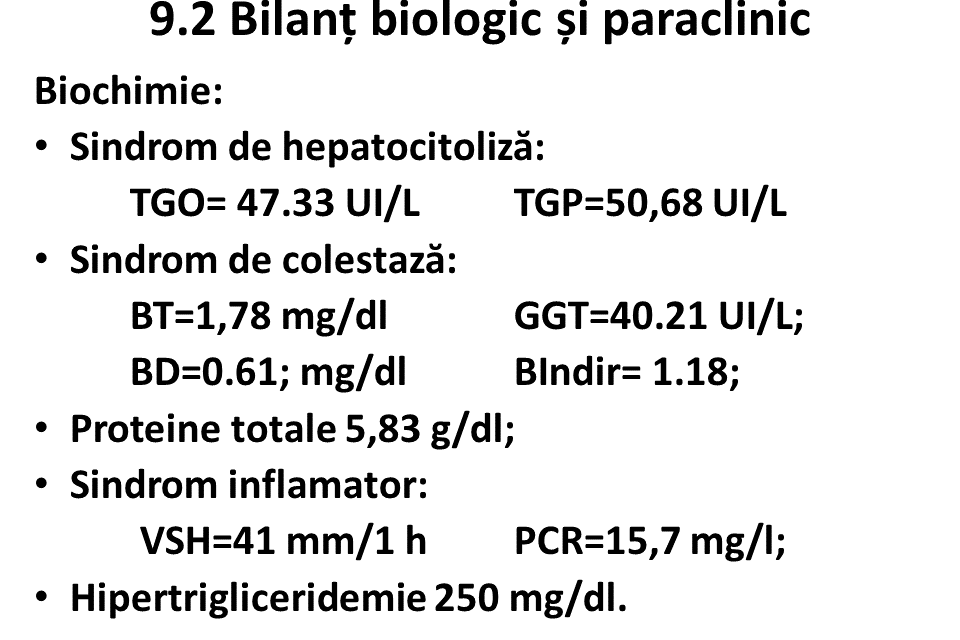 9.2 Bilanț biologic și paraclinic
Biochimie:
• Sindrom de hepatocitoliză:
TGO= 47.33 UI/L TGP=50,68 UI/L
• Sindrom de colestază:
BT=1,78 mg/dl GGT=40.21 UI/L;
BD=0.61; mg/dl BIndir= 1.18;
• Proteine totale 5,83 g/dl;
• Sindrom inflamator:
VSH=41 mm/1 h PCR=15,7 mg/l;
• Hipertrigliceridemie 250 mg/dl.